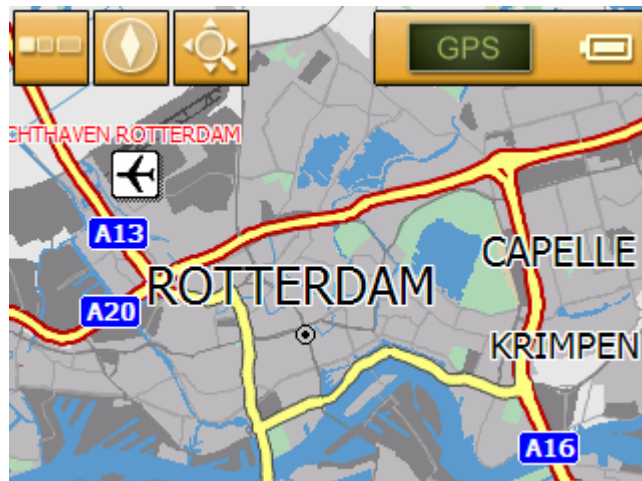 GPS
CHTHAVEN ROTTERDAM
A13
CAPELLE
ROTTERDAM
A20
KRIMPEN
A16